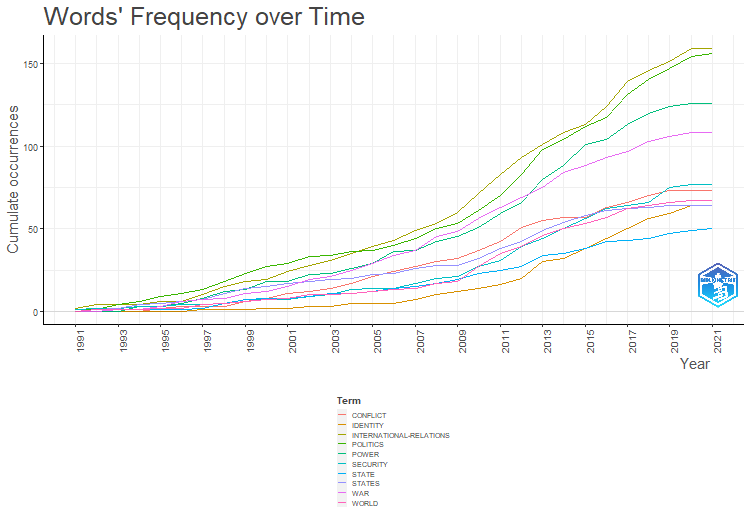 Words' Frequency over Time
Cumulate occurrences
150
100
50
0
1991
1993
1995
1997
1999
2001
2003
2005
2007
2009
2011
2013
2015
2017
2019
2021
Year
Term
CONFLICT
IDENTITY
INTERNATIONAL-RELATIONS
POLITICS
POWER
SECURITY
STATE
STATES
WAR
WORLD